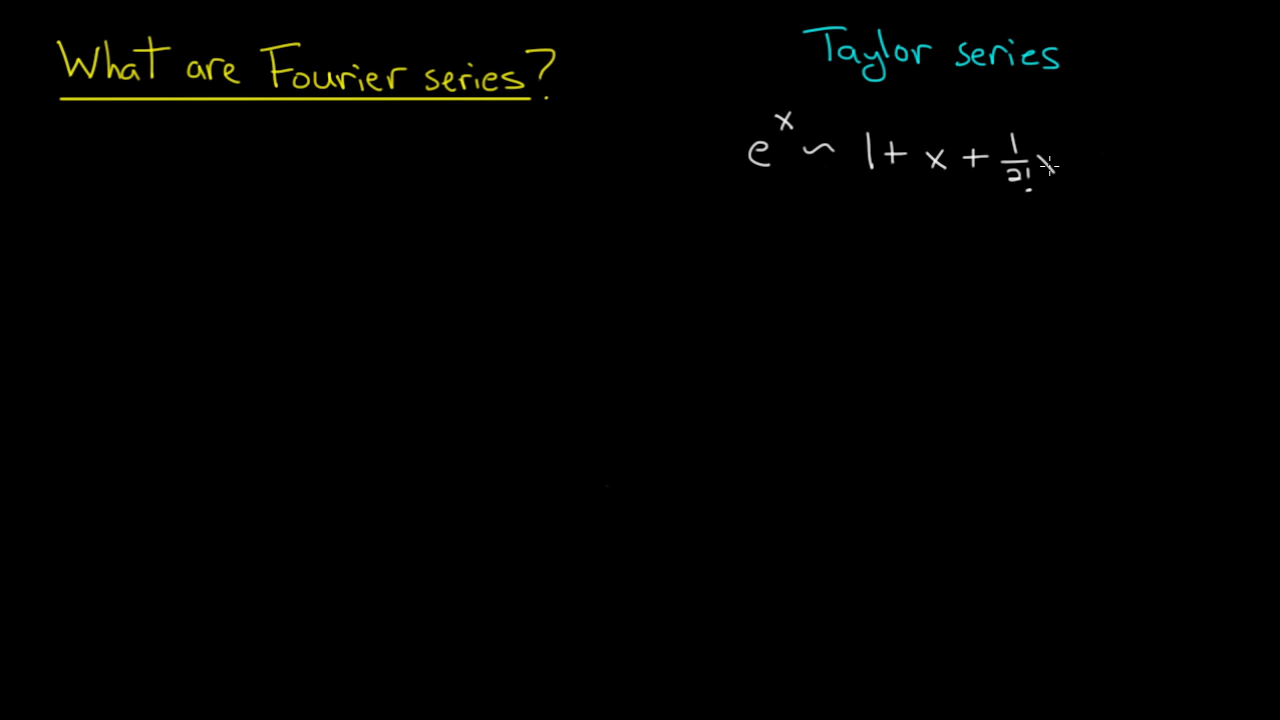 What are Fourier series?
Taylor series
e^x ~ 1 + x + 1/2! x